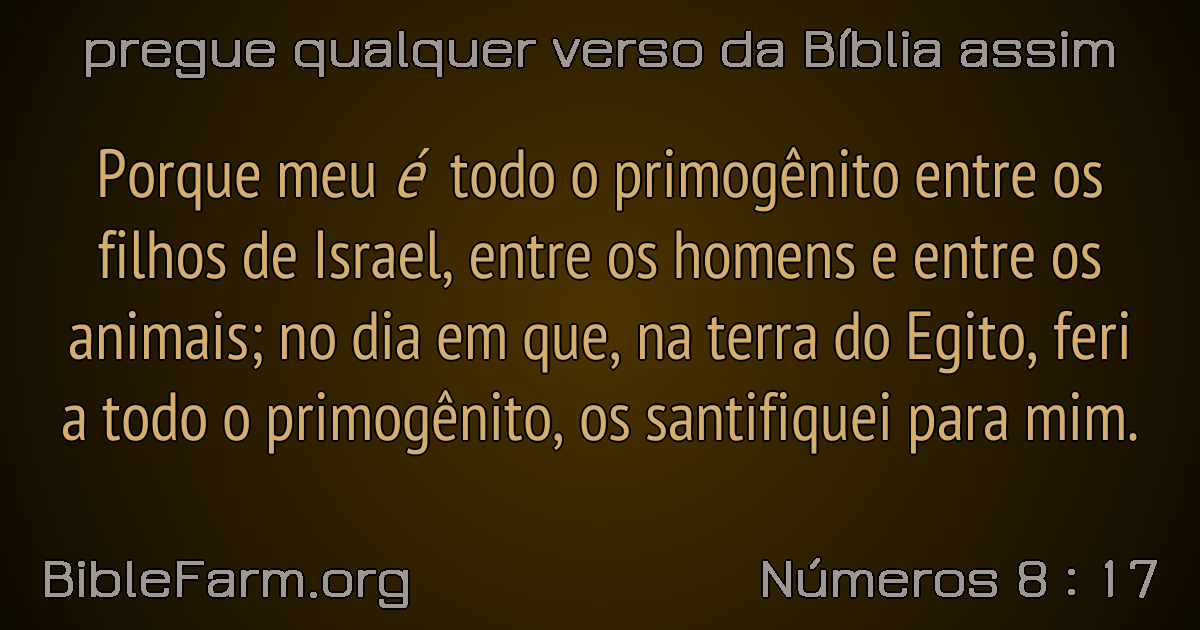 pregue qualquer verso da Bíblia assim
Porque meu é todo o primogênito entre os
filhos de Israel, entre os homens e entre os
animais; no dia em que, na terra do Egito, feri
a todo o primogênito, os santifiquei para mim.
BibleFarm.org
Números 8 : 17